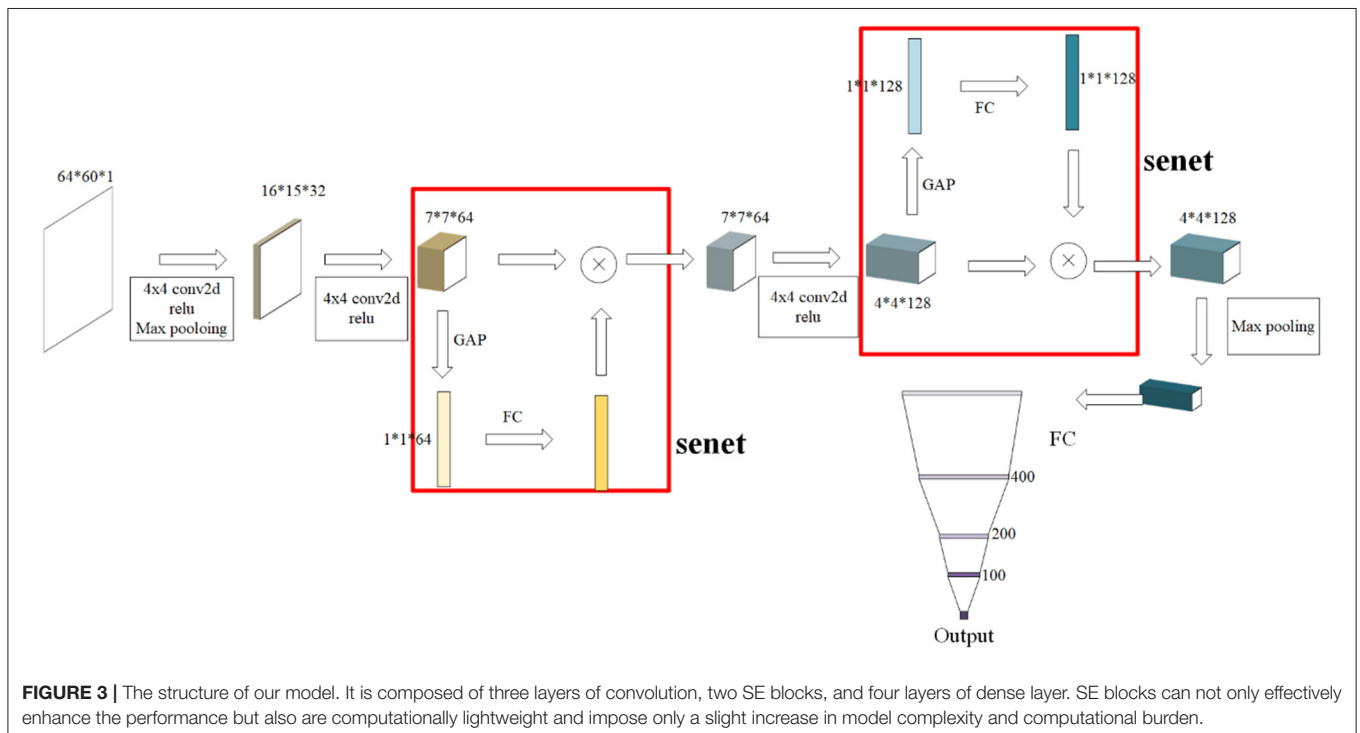 64*60*1
4x4 conv2d
relu
Max pooloing
16*15*32
4x4 conv2d
relu
7*7*64
GAP
1*1*64
FC
senet
7*7*64
4x4 conv2d
relu
4*4*128
GAP
1*1*128
FC
1*1*128
senet
4*4*128
Max pooling
FC
400
200
100
Output
FIGURE 3 | The structure of our model. It is composed of three layers of convolution, two SE blocks, and four layers of dense layer. SE blocks can not only effectively
enhance the performance but also are computationally lightweight and impose only a slight increase in model complexity and computational burden.